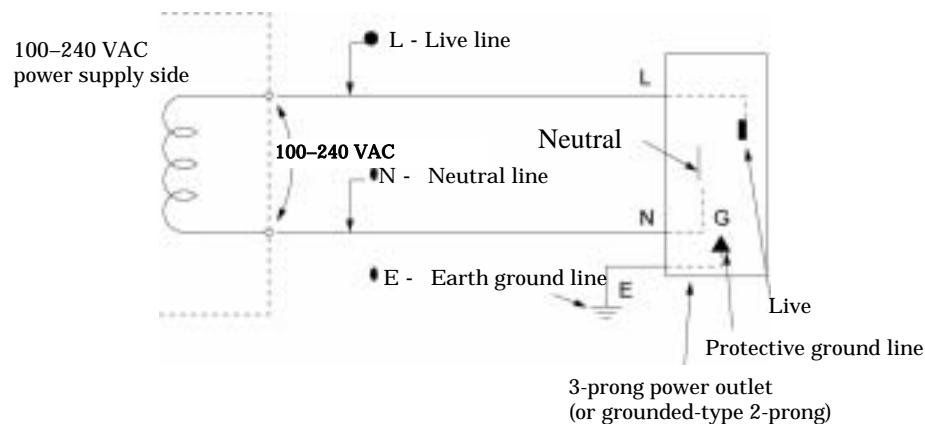 100–240 VAC
power supply side
L - Live line
L
100–240 VAC
Neutral
N - Neutral line
N
G
E - Earth ground line
E
Live
Protective ground line
3-prong power outlet
(or grounded-type 2-prong)